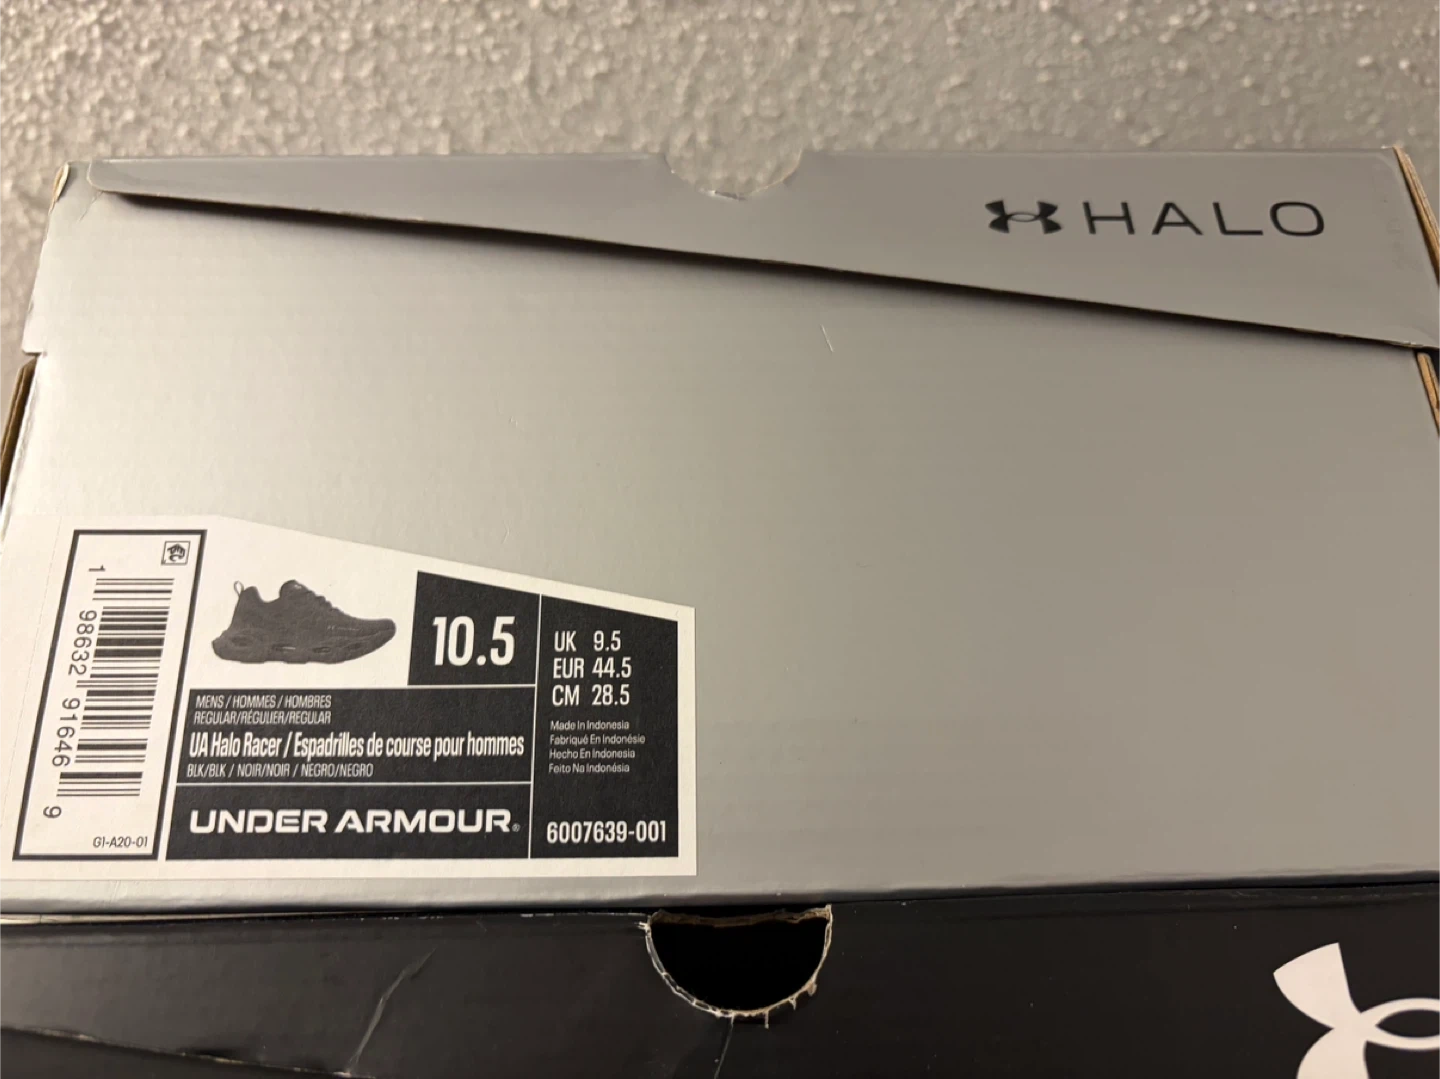 HALO
1 98632 91646 9
GI-A20-01
10.5
UK 9.5
EUR 44.5
CM 28.5
MENS / HOMMES / HOMBRES
REGULAR/RÉGULIER/REGULAR
UA Halo Racer / Espadrilles de course pour hommes
BLK/BLK / NOIR/NOIR / NEGRO/NEGRO
Made In Indonesia
Fabriqué En Indonésie
Hecho En Indonesia
Feito Na Indonésia
UNDER ARMOUR®
6007639-001